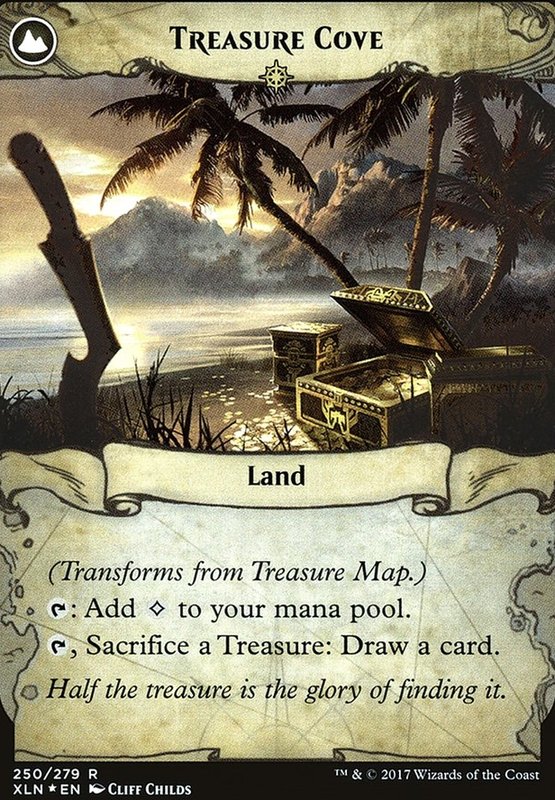 Treasure Cove
Land
(Transforms from Treasure Map.)
: Add to your mana pool.
, Sacrifice a Treasure: Draw a card.
Half the treasure is the glory of finding it.
250/279 R
XLN ★ EN Cliff Childs
™ & © 2017 Wizards of the Coast